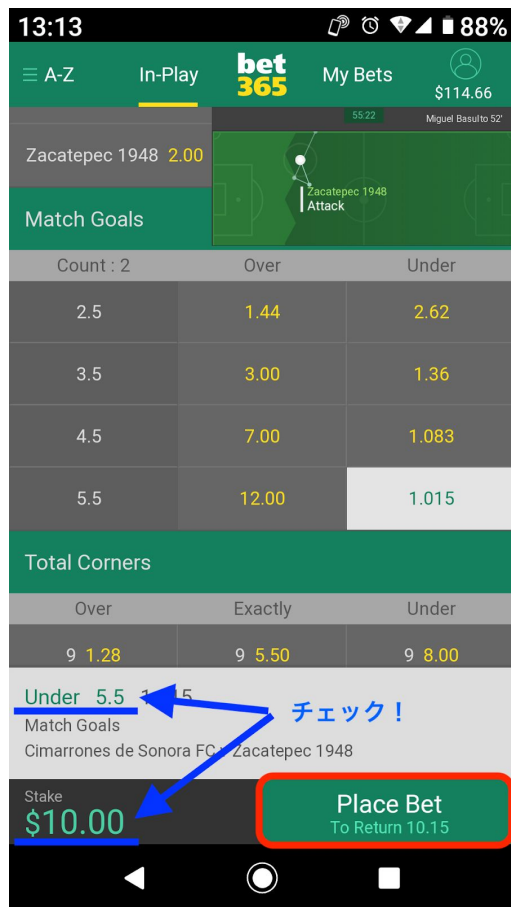 13:13 88%
A-Z In-Play bet365 My Bets $114.66
55:22 Miguel Basulto 52'
Zacatepec 1948 2.00
Zacatepec 1948
Attack
Match Goals
Count : 2 Over Under
2.5 1.44 2.62
3.5 3.00 1.36
4.5 7.00 1.083
5.5 12.00 1.015
Total Corners
Over Exactly Under
9 1.28 9 5.50 9 8.00
Under 5.5
チェック！
Match Goals
Cimarrones de Sonora FC v Zacatepec 1948
Stake
$10.00
Place Bet
To Return 10.15